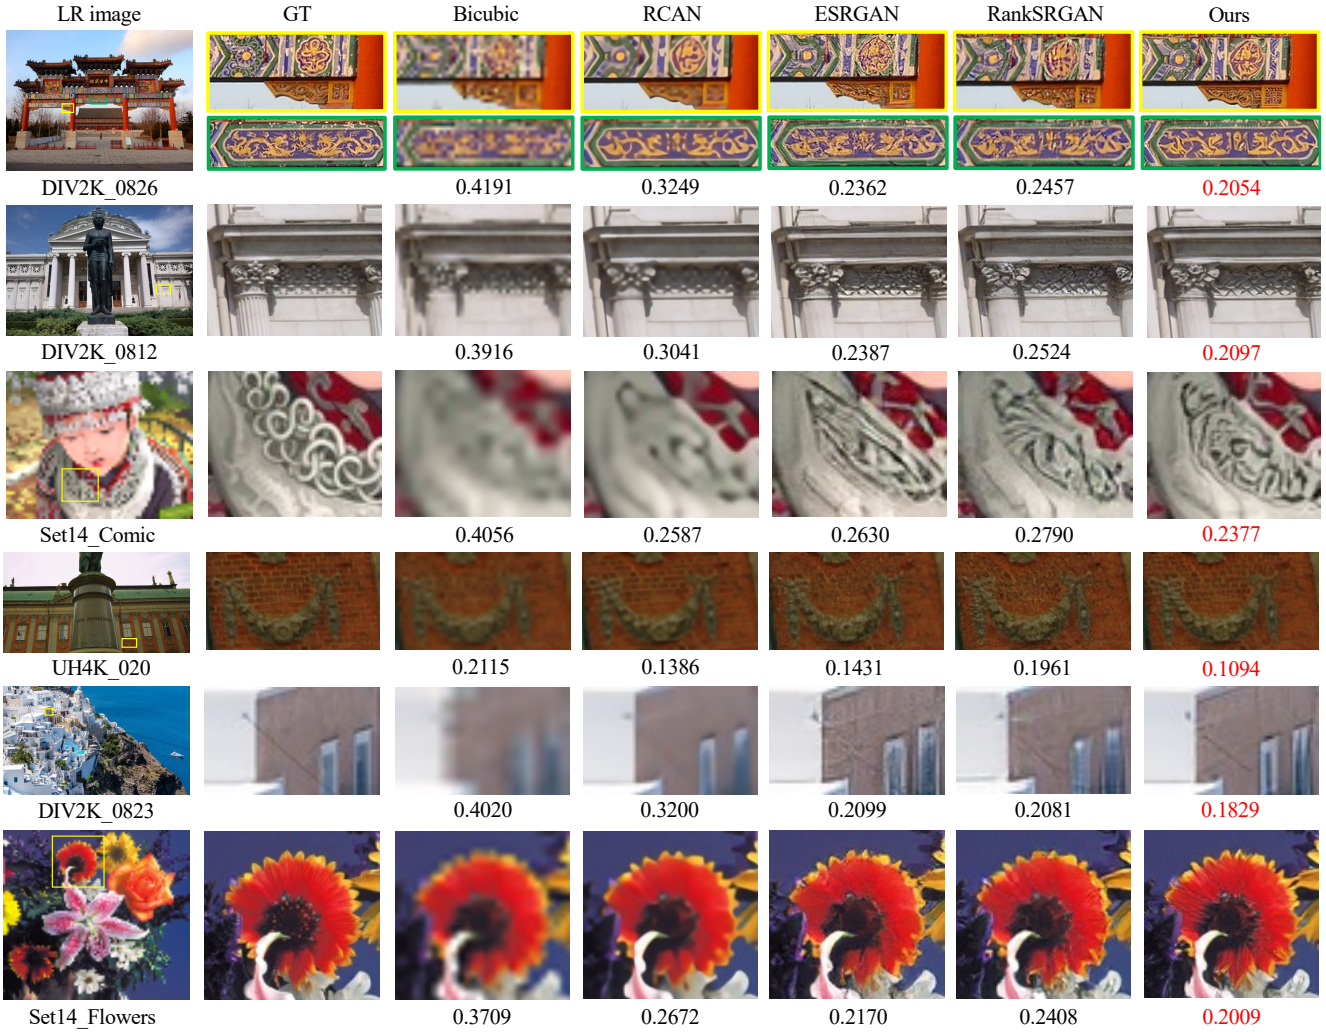 LR image GT Bicubic RCAN ESRGAN RankSRGAN Ours
DIV2K_0826 0.4191 0.3249 0.2362 0.2457 0.2054
DIV2K_0812 0.3916 0.3041 0.2387 0.2524 0.2097
Set14_Comic 0.4056 0.2587 0.2630 0.2790 0.2377
UH4K_020 0.2115 0.1386 0.1431 0.1961 0.1094
DIV2K_0823 0.4020 0.3200 0.2099 0.2081 0.1829
Set14_Flowers 0.3709 0.2672 0.2170 0.2408 0.2009